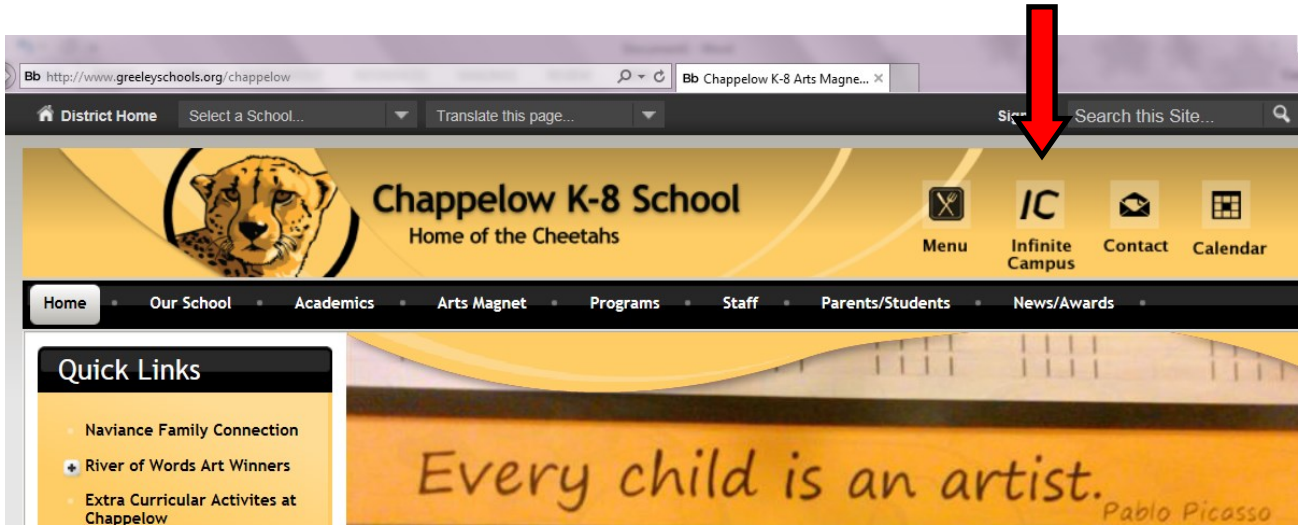 Bb http://www.greeleyschools.org/chappelow
Bb Chappelow K-8 Arts Magne... ×
District Home Select a School... Translate this page... Search this Site...
Chappelow K-8 School
Home of the Cheetahs
Menu
IC
Infinite
Campus
Contact
Calendar
Home Our School Academics Arts Magnet Programs Staff Parents/Students News/Awards
Quick Links
Naviance Family Connection
River of Words Art Winners
Extra Curricular Activites at
Chappelow
Every child is an artist.
Pablo Picasso